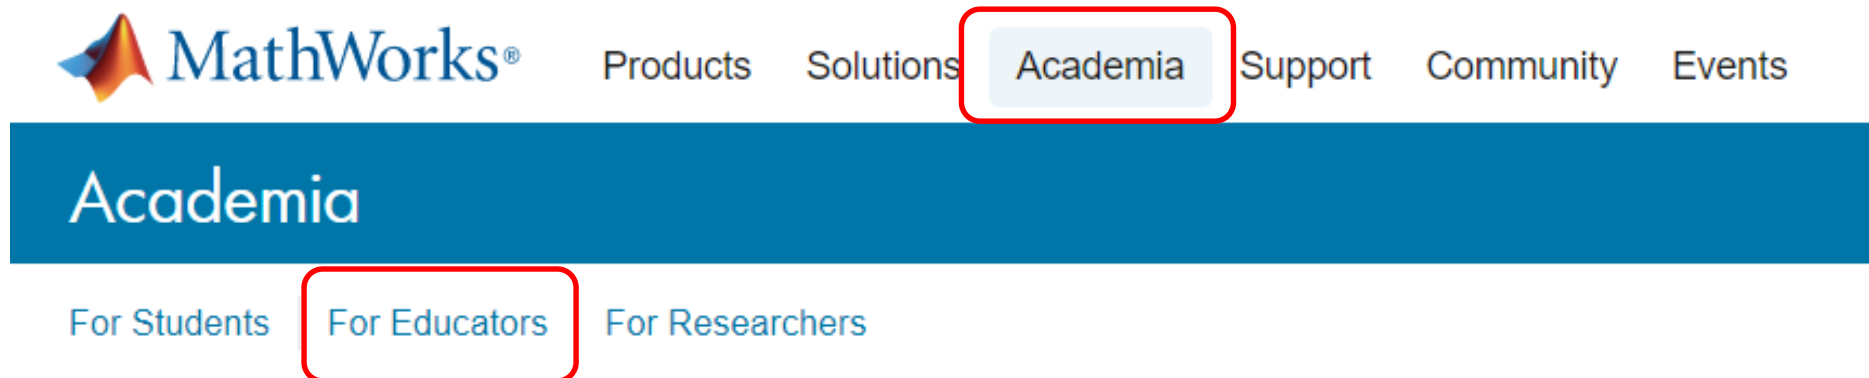 MathWorks® Products Solutions Academia Support Community Events
Academia
For Students For Educators For Researchers